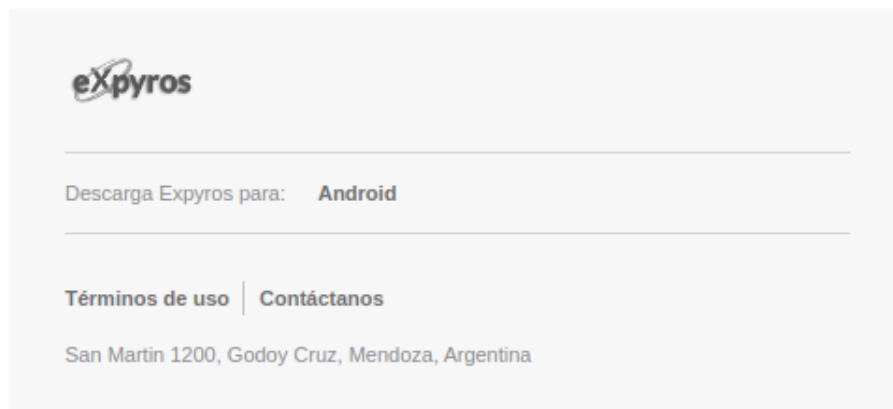 eXpyros
Descarga Expyros para: Android
Términos de uso Contáctanos
San Martin 1200, Godoy Cruz, Mendoza, Argentina